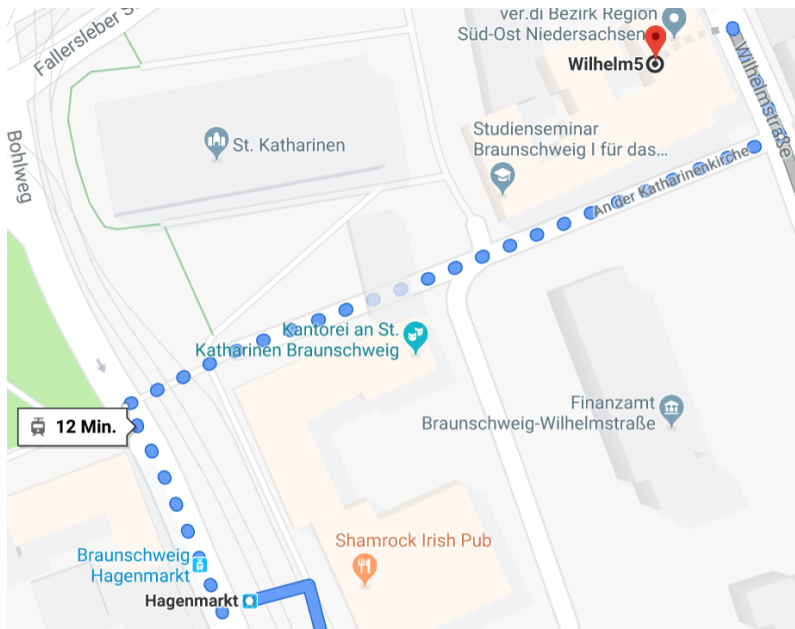 ver.di Bezirk Region
Süd-Ost Niedersachsen
Wilhelm5
Wilhelmstraße
Fallersleber S
Bohlweg
St. Katharinen
Studienseminar
Braunschweig I für das...
An der Katharinenkirche
Kantorei an St.
Katharinen Braunschweig
12 Min.
Finanzamt
Braunschweig-Wilhelmstraße
Shamrock Irish Pub
Braunschweig
Hagenmarkt
Hagenmarkt